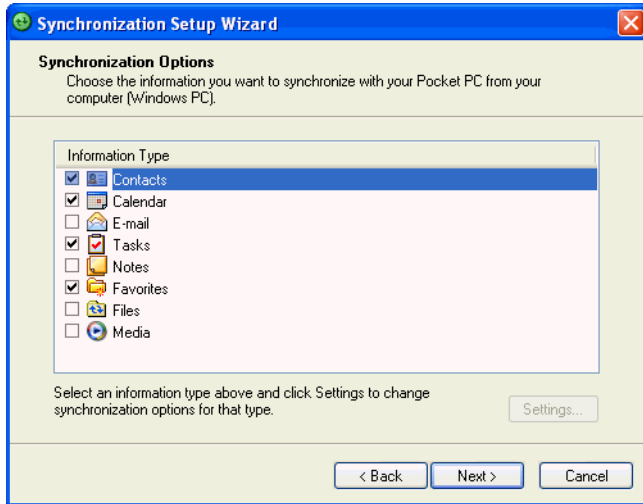 Synchronization Setup Wizard
Synchronization Options
Choose the information you want to synchronize with your Pocket PC from your
computer (Windows PC).
Information Type
Contacts
Calendar
E-mail
Tasks
Notes
Favorites
Files
Media
Select an information type above and click Settings to change
synchronization options for that type.
Settings...
< Back
Next >
Cancel